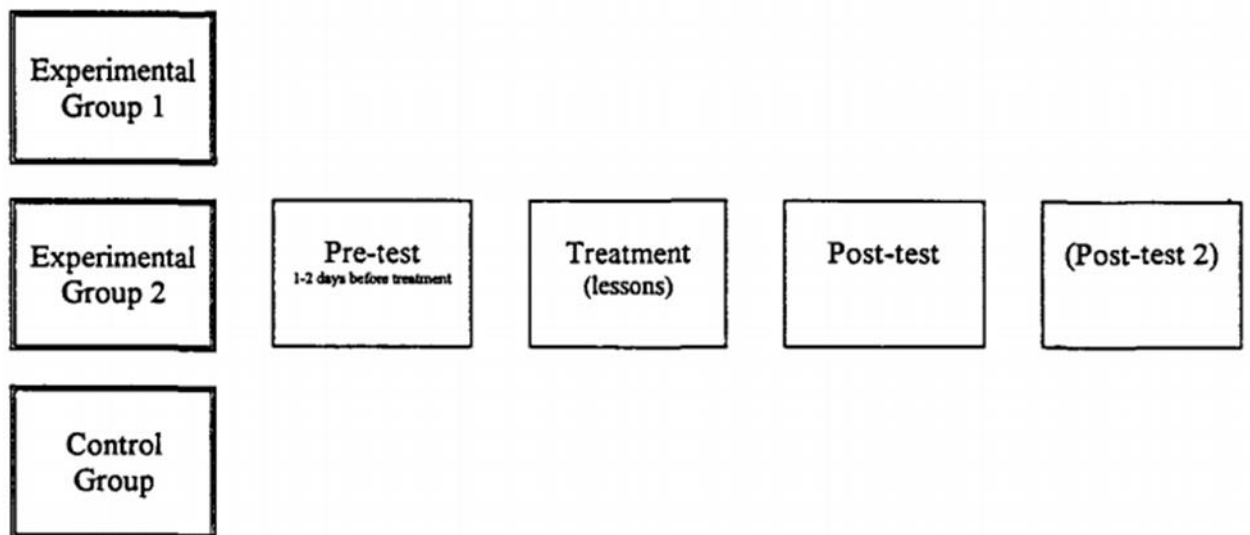 Experimental
Group 1
Experimental
Group 2
Pre-test
1-2 days before treatment
Treatment
(lessons)
Post-test
(Post-test 2)
Control
Group